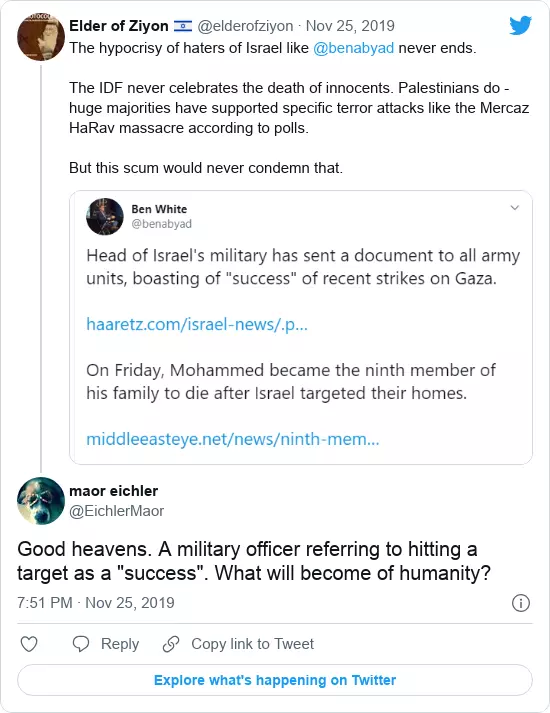 Elder of Ziyon @elderofziyon · Nov 25, 2019
The hypocrisy of haters of Israel like @benabyad never ends.
The IDF never celebrates the death of innocents. Palestinians do -
huge majorities have supported specific terror attacks like the Mercaz
HaRav massacre according to polls.
But this scum would never condemn that.
Ben White
@benabyad
Head of Israel's military has sent a document to all army
units, boasting of "success" of recent strikes on Gaza.
haaretz.com/israel-news/.p...
On Friday, Mohammed became the ninth member of
his family to die after Israel targeted their homes.
middleeasteye.net/news/ninth-mem...
maor eichler
@EichlerMaor
Good heavens. A military officer referring to hitting a
target as a "success". What will become of humanity?
7:51 PM · Nov 25, 2019
Reply Copy link to Tweet
Explore what's happening on Twitter